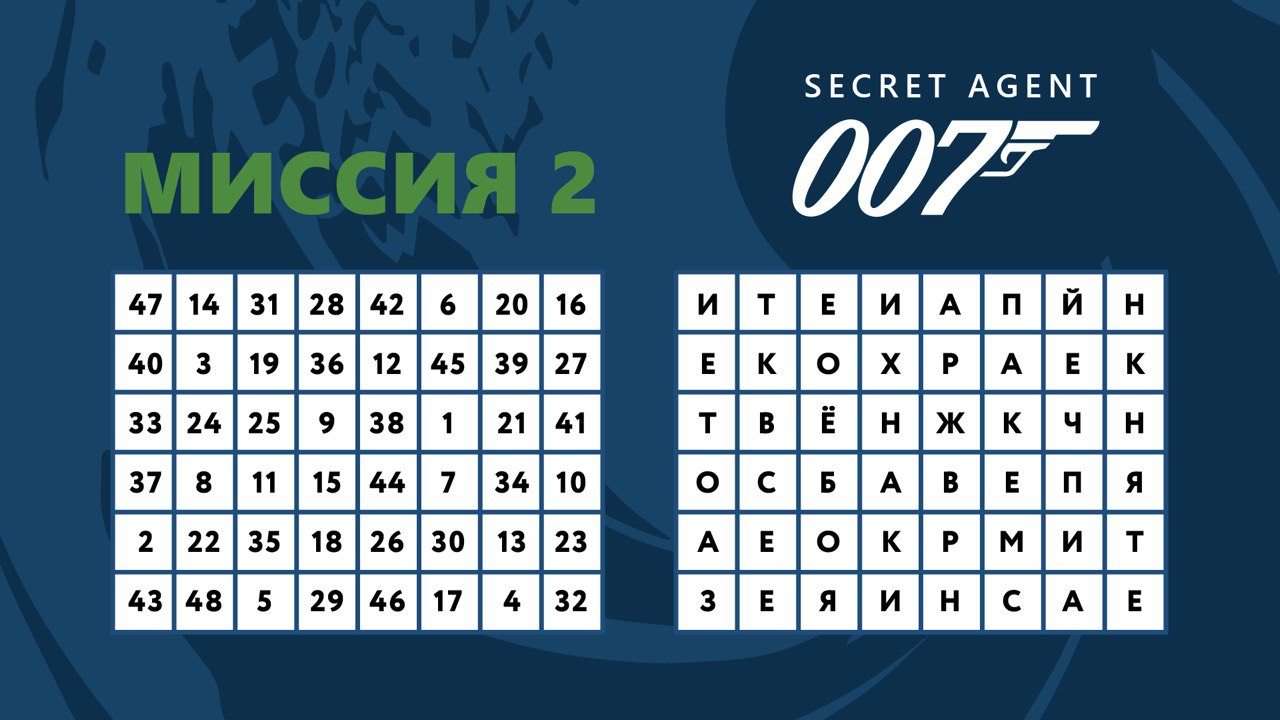 SECRET AGENT
007
МИССИЯ 2
47 14 31 28 42 6 20 16
40 3 19 36 12 45 39 27
33 24 25 9 38 1 21 41
37 8 11 15 44 7 34 10
2 22 35 18 26 30 13 23
43 48 5 29 46 17 4 32
И Т Е И А П Й Н
Е К О Х Р А Е К
Т В Ё Н Ж К Ч Н
О С Б А В Е П Я
А Е О К Р М И Т
З Е Я И Н С А Е